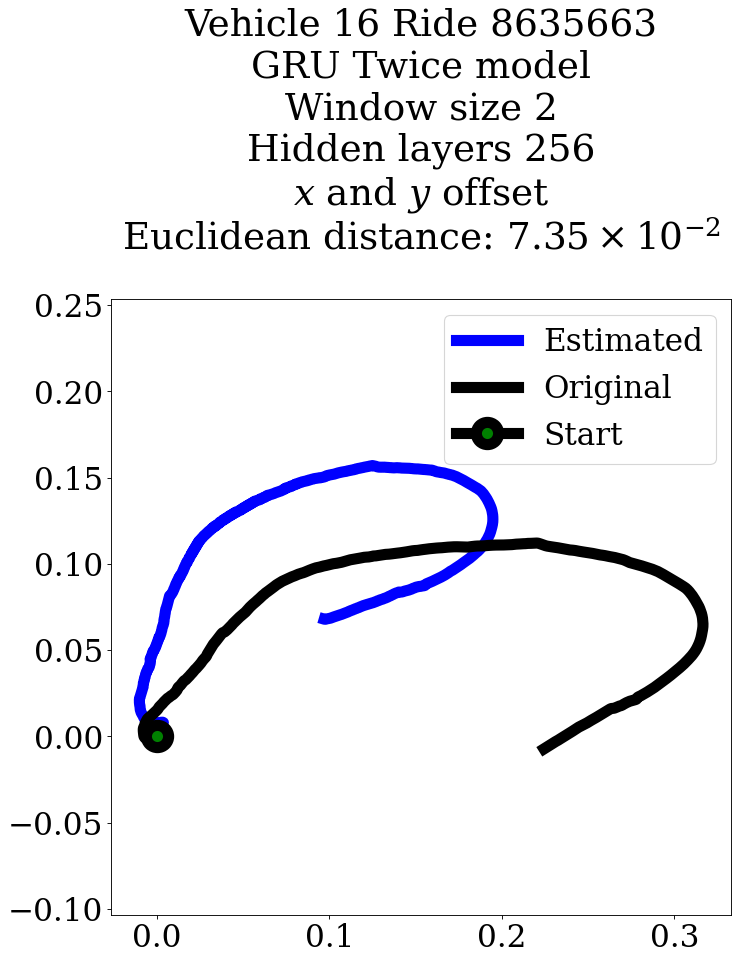 Vehicle 16 Ride 8635663
GRU Twice model
Window size 2
Hidden layers 256
x and y offset
Euclidean distance: 7.35 × 10⁻²
0.25
0.20
0.15
0.10
0.05
0.00
−0.05
−0.10
Estimated
Original
Start
0.0 0.1 0.2 0.3